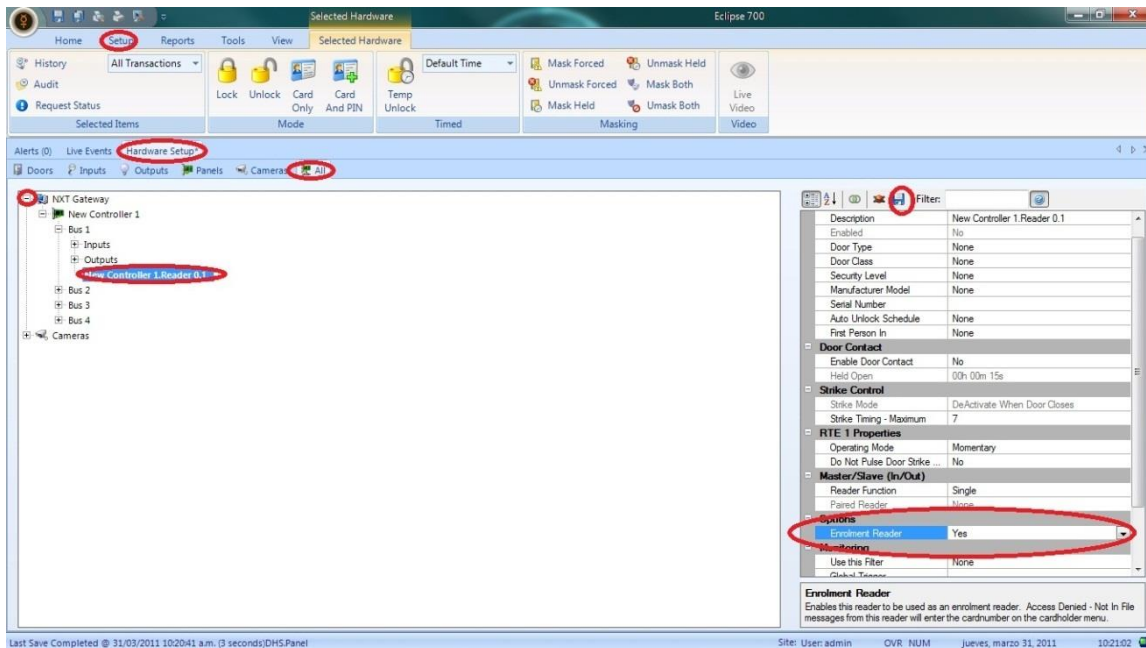 Selected Hardware
Eclipse 700
Home Setup Reports Tools View Selected Hardware
History All Transactions
Audit
Request Status
Selected Items
Lock Unlock Card Only Card And PIN Temp Unlock
Mode
Default Time
Timed
Mask Forced Unmask Held
Unmask Forced Mask Both
Mask Held Umask Both
Masking
Live Video
Video
Alerts (0) Live Events Hardware Setup*
Doors Inputs Outputs Panels Cameras All
NXT Gateway
New Controller 1
Bus 1
Inputs
Outputs
New Controller 1.Reader 0.1
Bus 2
Bus 3
Bus 4
Cameras
Filter:
Description New Controller 1.Reader 0.1
Enabled No
Door Type None
Door Class None
Security Level None
Manufacturer Model None
Serial Number
Auto Unlock Schedule None
First Person In None
Door Contact
Enable Door Contact No
Held Open 00h 00m 15s
Strike Control
Strike Mode DeActivate When Door Closes
Strike Timing - Maximum 7
RTE 1 Properties
Operating Mode Momentary
Do Not Pulse Door Strike ... No
Master/Slave (In/Out)
Reader Function Single
Paired Reader None
Options
Enrolment Reader Yes
Monitoring
Use this Filter None
Global Trigger
Enrolment Reader
Enables this reader to be used as an enrolment reader. Access Denied - Not In File
messages from this reader will enter the cardnumber on the cardholder menu.
Last Save Completed @ 31/03/2011 10:20:41 a.m. (3 seconds)DHS.Panel
Site: User: admin OVR NUM jueves, marzo 31, 2011 10:21:02